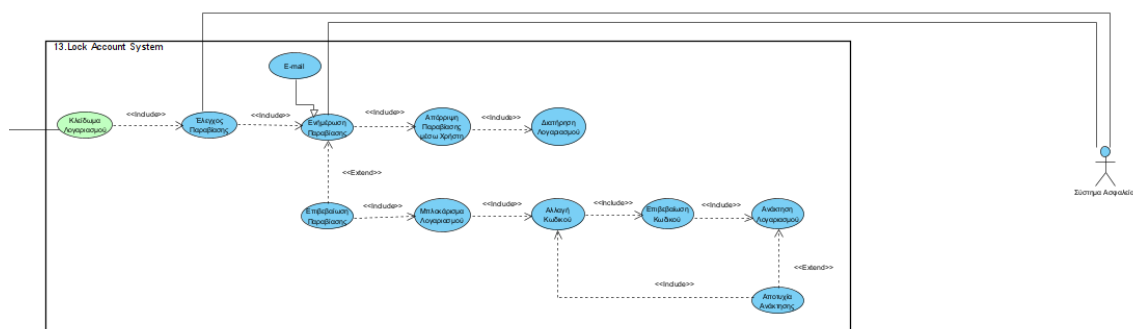 13.Lock Account System
E-mail
Κλείδωμα
Λογαριασμού
<<Include>>
Έλεγχος
Παραβίασης
<<Include>>
Ενημέρωση
Παραβίασης
<<Include>>
Απόρριψη
Παραβίασης
μέσω Χρήστη
<<Include>>
Διατήρηση
Λογαριασμού
<<Extend>>
Σύστημα Ασφαλεία
Επιβεβαίωση
Παραβίασης
<<Include>>
Μπλοκάρισμα
Λογαριασμού
<<Include>>
Αλλαγή
Κωδικού
<<Include>>
Επιβεβαίωση
Κωδικού
<<Include>>
Ανάκτηση
Λογαριασμού
<<Extend>>
<<Include>>
Αποτυχία
Ανάκτησης